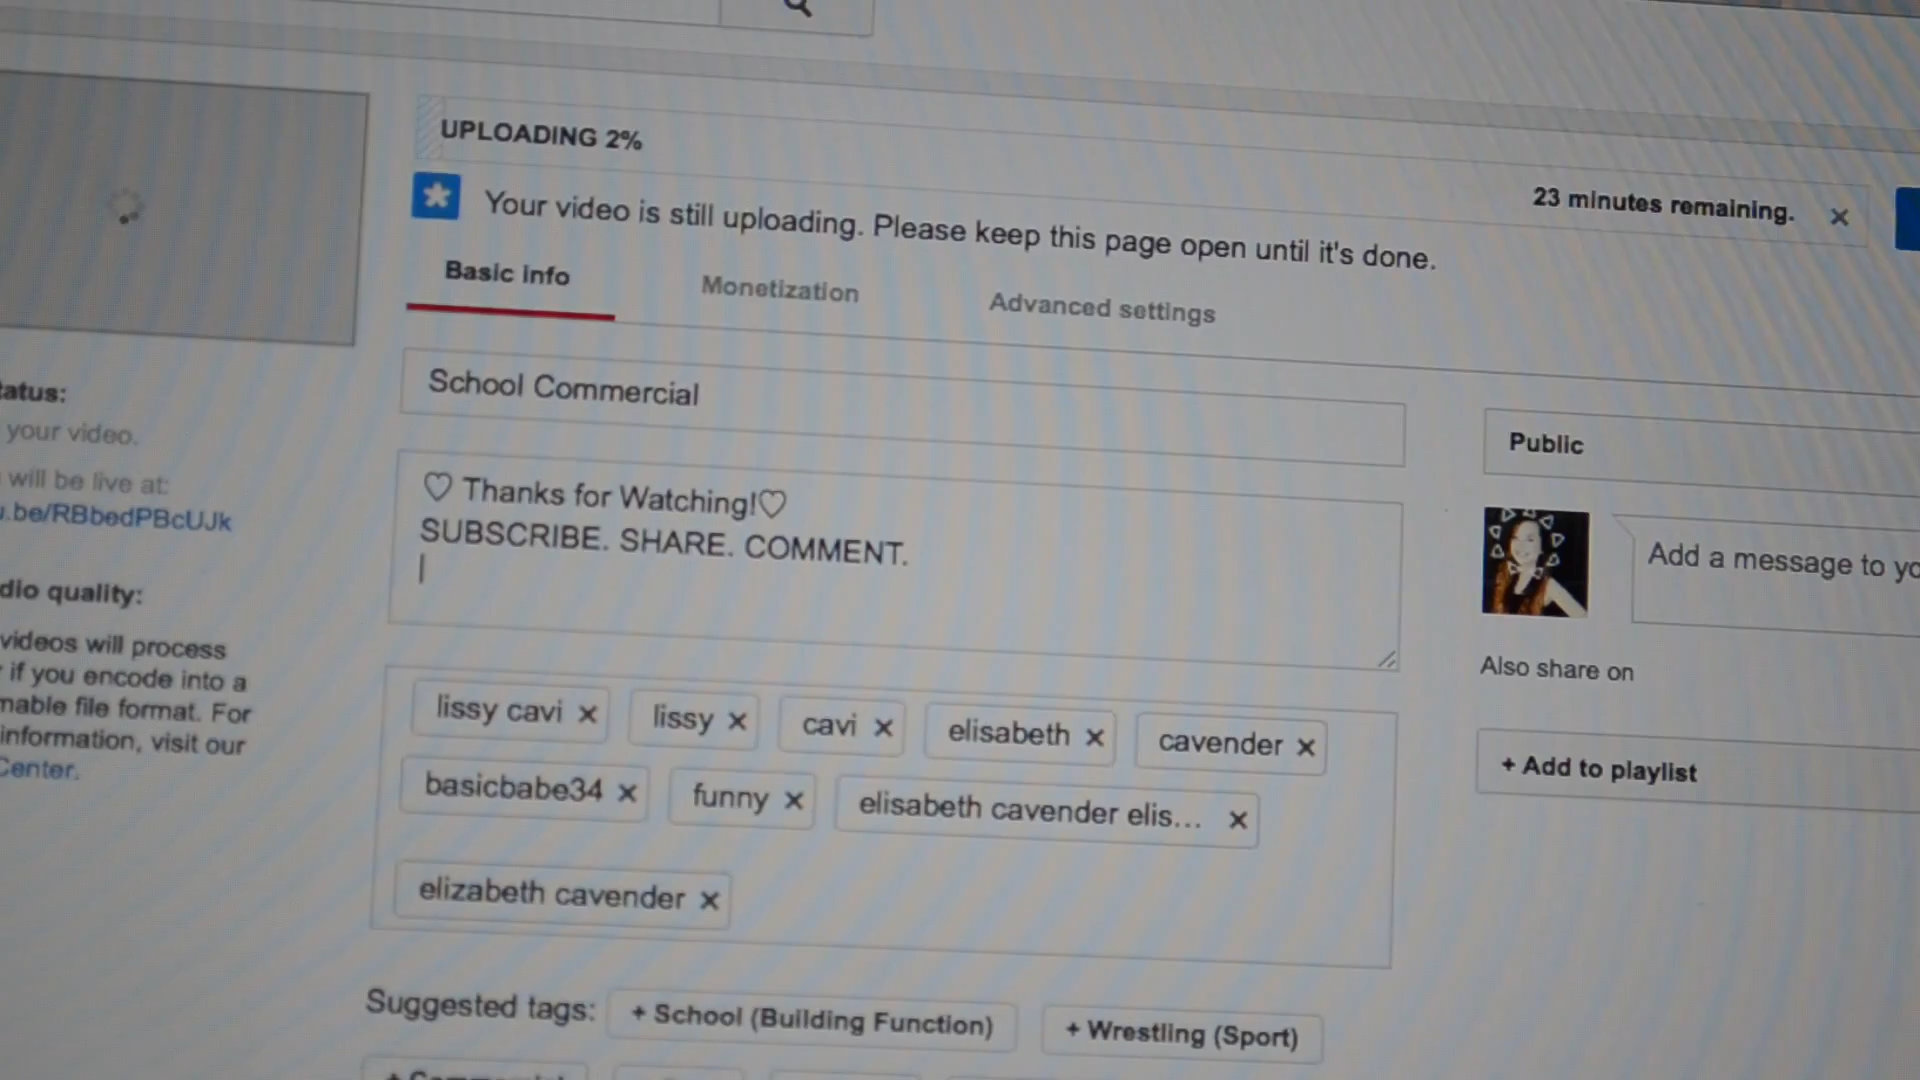 UPLOADING 2%
23 minutes remaining.
Your video is still uploading. Please keep this page open until it's done.
Basic info
Monetization
Advanced settings
School Commercial
Public
♡ Thanks for Watching!♡
SUBSCRIBE. SHARE. COMMENT.
Add a message to
Also share on
+ Add to playlist
lissy cavi ×
lissy ×
cavi ×
elisabeth ×
cavender ×
basicbabe34 ×
funny ×
elisabeth cavender elis... ×
elizabeth cavender ×
Suggested tags:
+ School (Building Function)
+ Wrestling (Sport)
your video.
will be live at:
.be/RBbedPBcUJk
quality:
videos will process
if you encode into a
file format. For
information, visit our
Center.